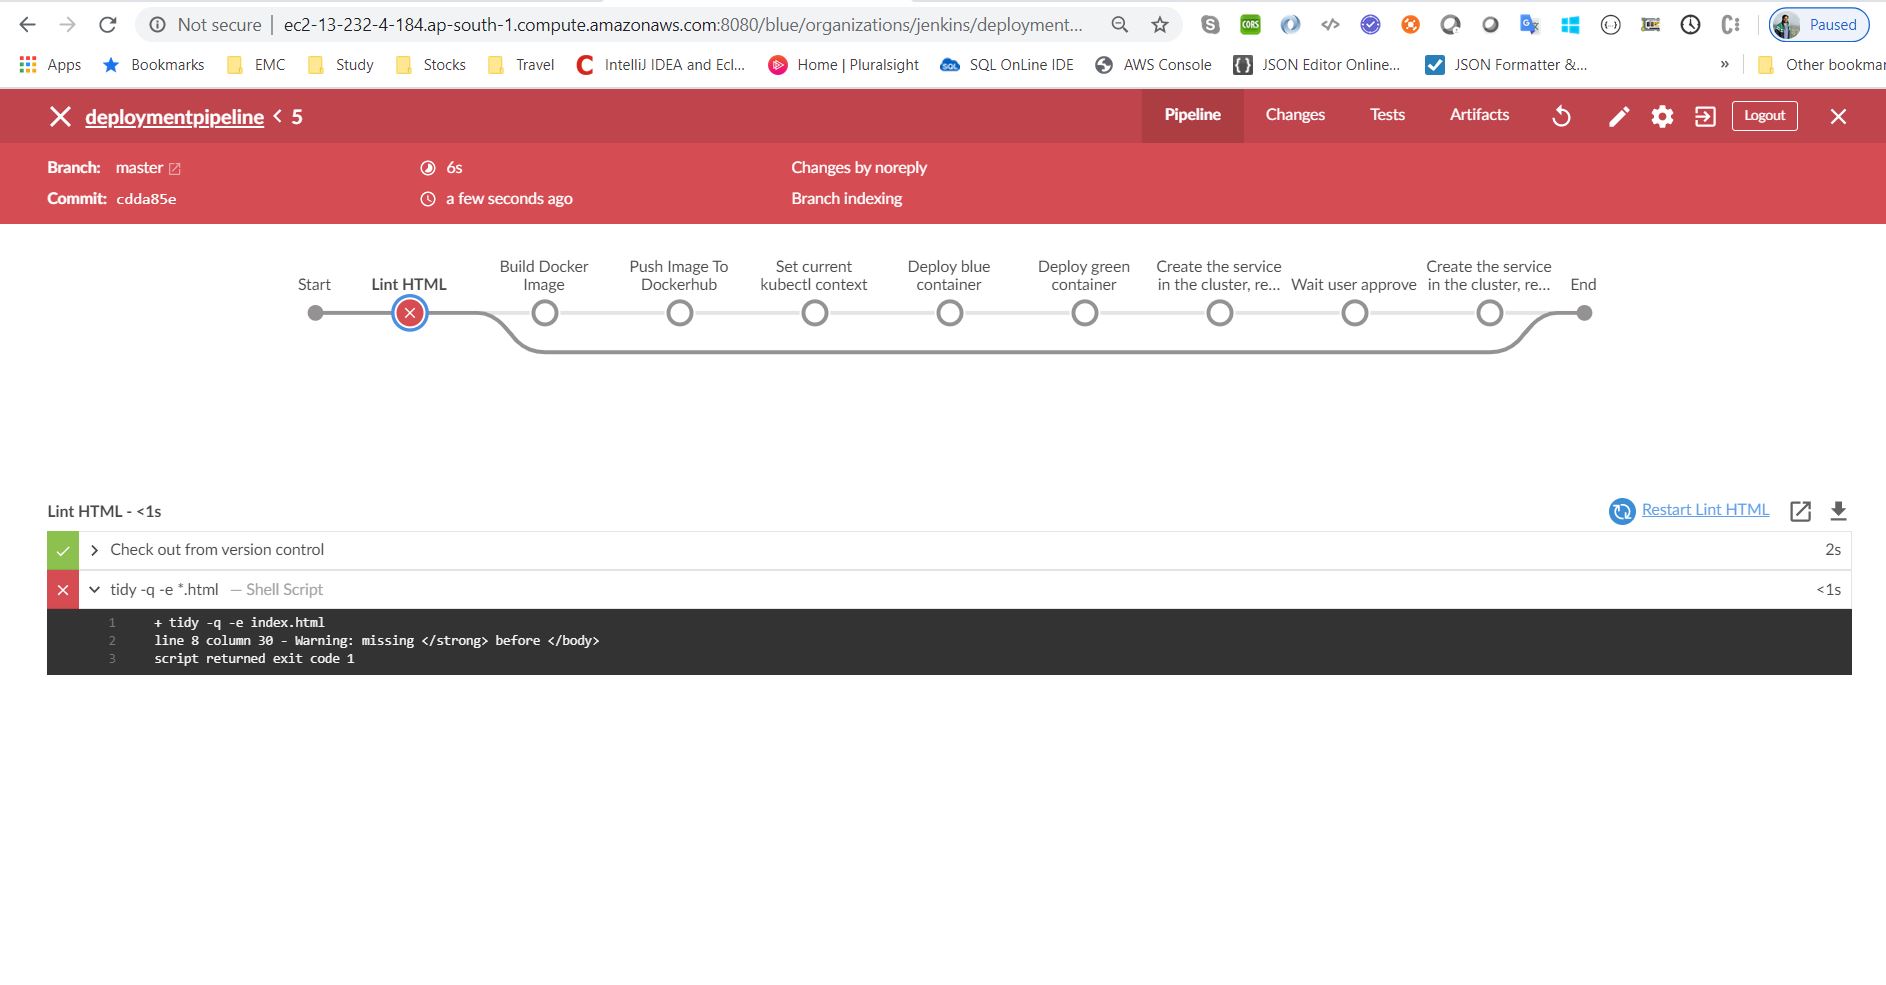 Not secure | ec2-13-232-4-184.ap-south-1.compute.amazonaws.com:8080/blue/organizations/jenkins/deployment... Paused
Apps Bookmarks EMC Study Stocks Travel IntelliJ IDEA and Ecl... Home | Pluralsight SQL OnLine IDE AWS Console JSON Editor Online... JSON Formatter &... » Other bookmar
deploymentpipeline < 5 Pipeline Changes Tests Artifacts Logout
Branch: master 6s Changes by noreply
Commit: cdda85e a few seconds ago Branch indexing
Start
Lint HTML
Build Docker
Image
Push Image To
Dockerhub
Set current
kubectl context
Deploy blue
container
Deploy green
container
Create the service
in the cluster, re...
Wait user approve
Create the service
in the cluster, re...
End
Lint HTML - <1s Restart Lint HTML
Check out from version control 2s
tidy -q -e *.html — Shell Script <1s
1 + tidy -q -e index.html
2 line 8 column 30 - Warning: missing </strong> before </body>
3 script returned exit code 1